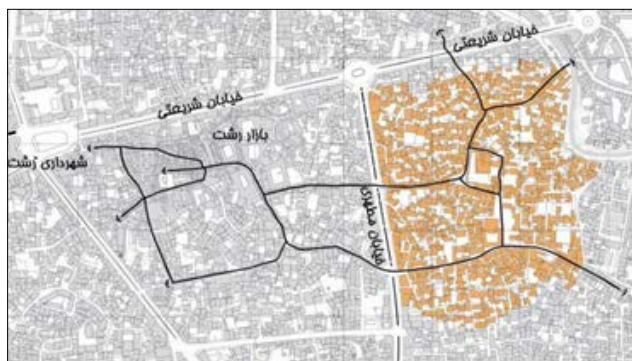 خیابان شریعتی
خیابان شریعتی
بازار رشت
شهرداری رشت
خیابان مطهری